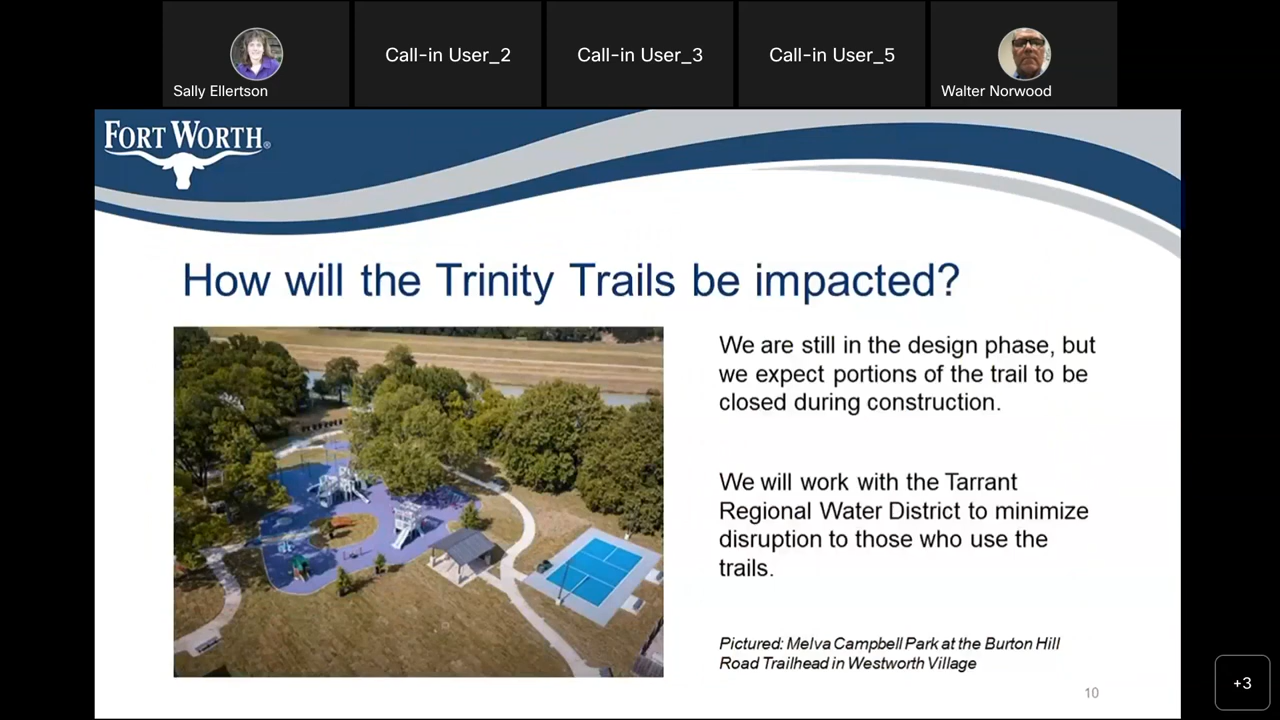 Call-in User_2
Call-in User_3
Call-in User_5
Sally Ellertson
Walter Norwood
FORT WORTH®
How will the Trinity Trails be impacted?
We are still in the design phase, but
we expect portions of the trail to be
closed during construction.
We will work with the Tarrant
Regional Water District to minimize
disruption to those who use the
trails.
Pictured: Melva Campbell Park at the Burton Hill
Road Trailhead in Westworth Village
10
+3